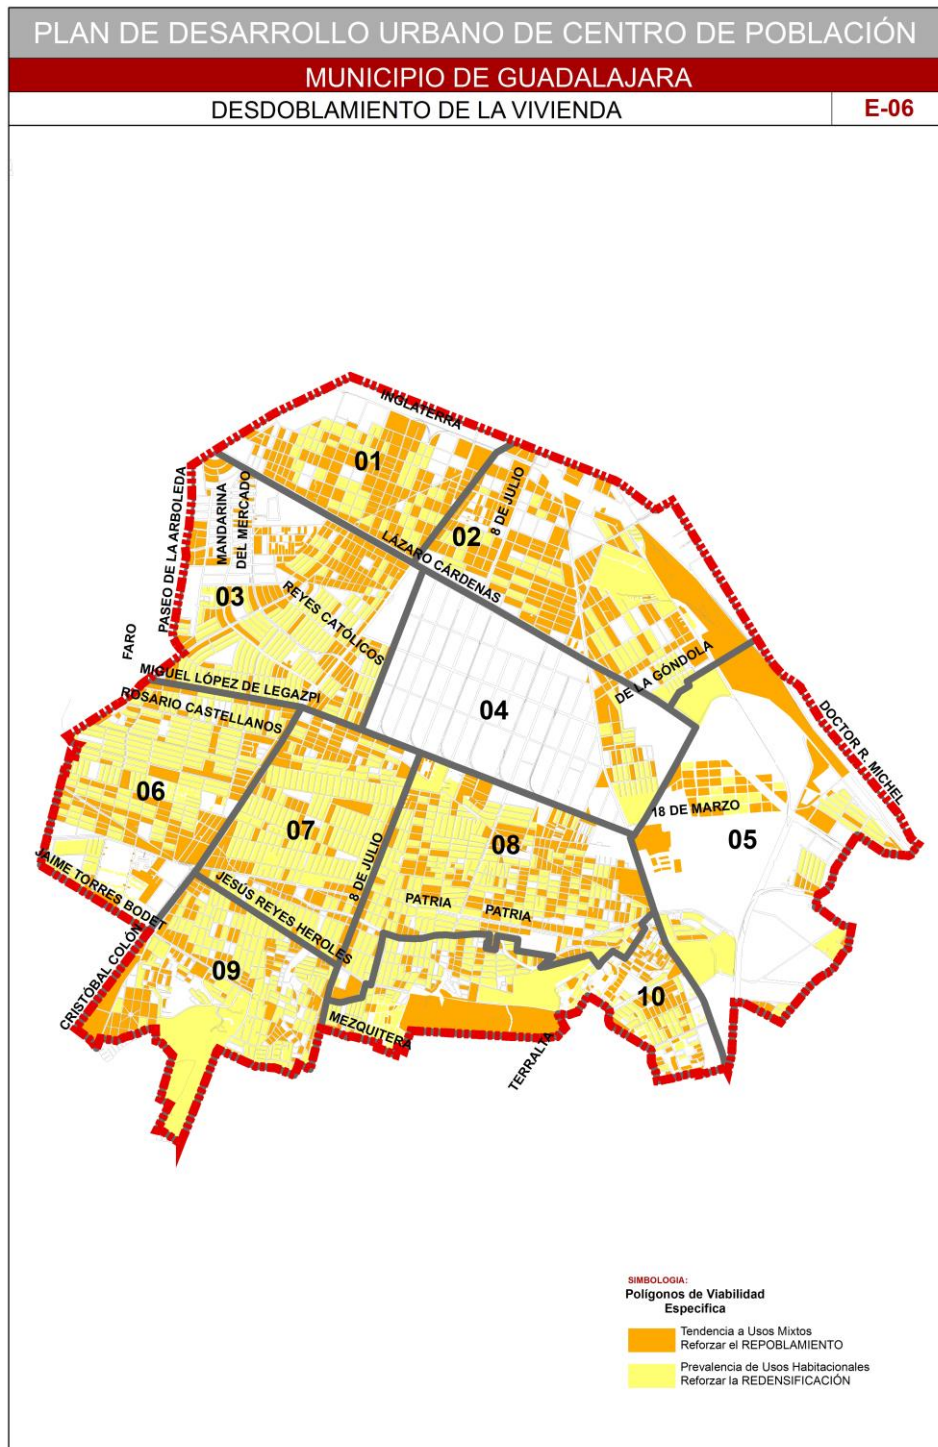 PLAN DE DESARROLLO URBANO DE CENTRO DE POBLACIÓN
MUNICIPIO DE GUADALAJARA
DESDOBLAMIENTO DE LA VIVIENDA
E-06
INGLATERRA
01
PASEO DE LA ARBOLEDA
MANDARINA
DEL MERCADO
8 DE JULIO
02
LÁZARO CÁRDENAS
03
REYES CATÓLICOS
FARO
MIGUEL LÓPEZ DE LEGAZPI
ROSARIO CASTELLANOS
DE LA GÓNDOLA
04
DOCTOR R. MICHEL
06
18 DE MARZO
07
08
05
8 DE JULIO
JAIME TORRES BODET
JESÚS REYES HEROLES
PATRIA
PATRIA
CRISTÓBAL COLÓN
09
10
MEZQUITERA
TERRALTA
SIMBOLOGIA:
Polígonos de Viabilidad
Especifica
Tendencia a Usos Mixtos
Reforzar el REPOBLAMIENTO
Prevalencia de Usos Habitacionales
Reforzar la REDENSIFICACIÓN